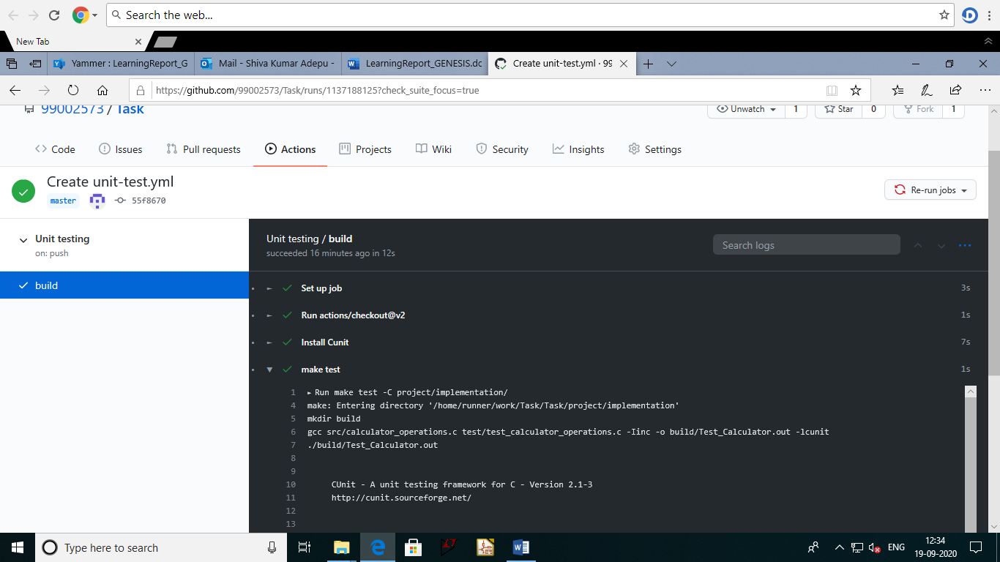 Search the web...
New Tab
Yammer : LearningReport_G
Mail - Shiva Kumar Adepu -
LearningReport_GENESIS.dc
Create unit-test.yml · 99
https://github.com/99002573/Task/runs/1137188125?check_suite_focus=true
99002573 / Task
Unwatch 1
Star 0
Fork 1
Code
Issues
Pull requests
Actions
Projects
Wiki
Security
Insights
Settings
Create unit-test.yml
master
55f8670
Re-run jobs
Unit testing
on: push
build
Unit testing / build
succeeded 16 minutes ago in 12s
Search logs
Set up job 3s
Run actions/checkout@v2 1s
Install Cunit 7s
make test 1s
1 Run make test -C project/implementation/
4 make: Entering directory '/home/runner/work/Task/Task/project/implementation'
5 mkdir build
6 gcc src/calculator_operations.c test/test_calculator_operations.c -Iinc -o build/Test_Calculator.out -lcunit
7 ./build/Test_Calculator.out
8
9
10 CUnit - A unit testing framework for C - Version 2.1-3
11 http://cunit.sourceforge.net/
12
13
Type here to search
ENG
12:34
19-09-2020